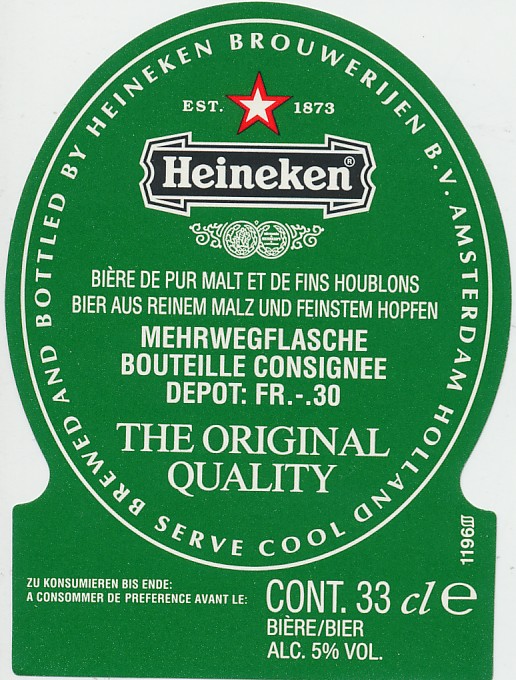 BREWED AND BOTTLED BY HEINEKEN BROUWERIJEN B.V. AMSTERDAM HOLLAND
EST. 1873
Heineken®
BIÈRE DE PUR MALT ET DE FINS HOUBLONS
BIER AUS REINEM MALZ UND FEINSTEM HOPFEN
MEHRWEGFLASCHE
BOUTEILLE CONSIGNEE
DEPOT: FR.-.30
THE ORIGINAL
QUALITY
SERVE COOL
1196
ZU KONSUMIEREN BIS ENDE:
A CONSOMMER DE PREFERENCE AVANT LE:
CONT. 33 cl e
BIÈRE/BIER
ALC. 5% VOL.